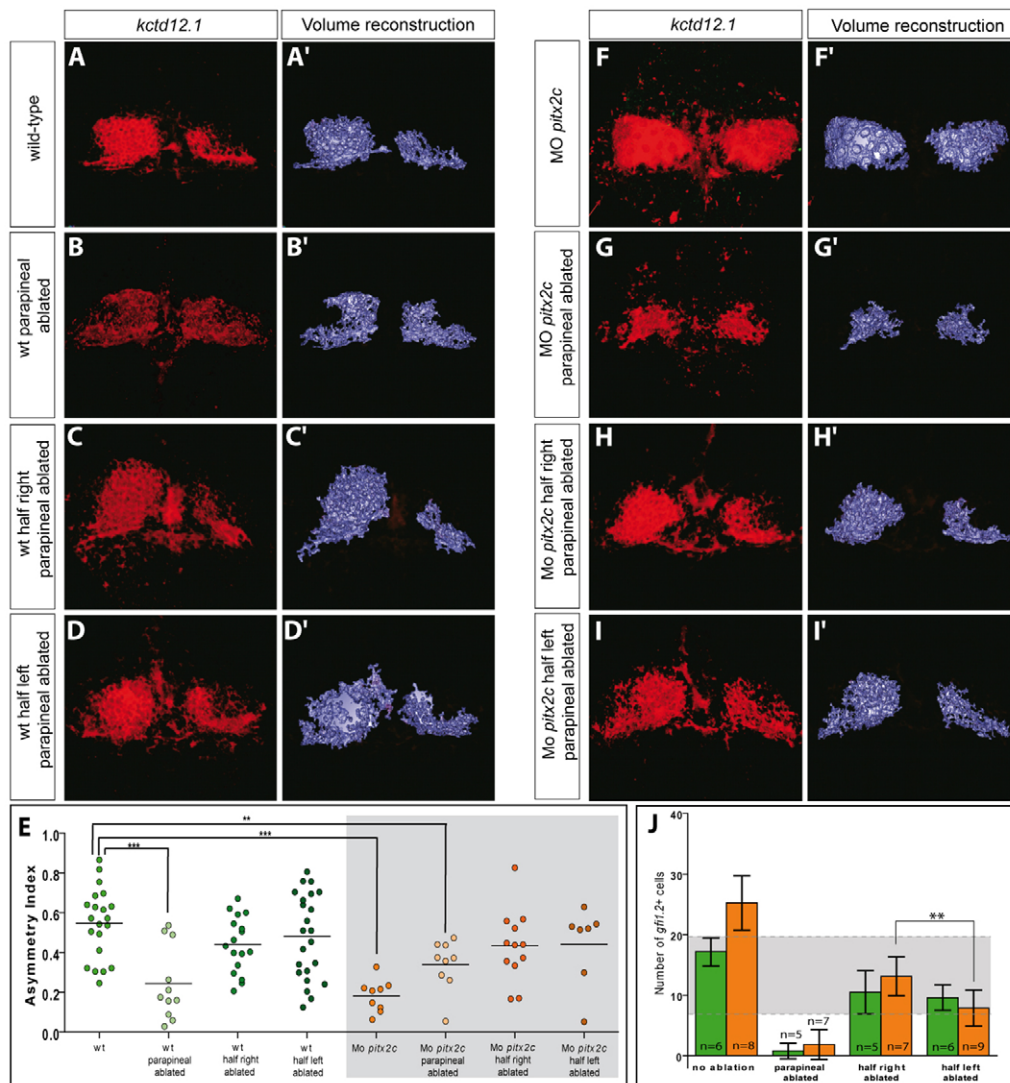 kctd12.1
Volume reconstruction
wild-type
A
A'
wt parapineal
ablated
B
B'
wt half right
parapineal ablated
C
C'
wt half left
parapineal ablated
D
D'
kctd12.1
Volume reconstruction
MO pitx2c
F
F'
MO pitx2c
parapineal ablated
G
G'
Mo pitx2c half right
parapineal ablated
H
H'
Mo pitx2c half left
parapineal ablated
I
I'
E
Asymmetry Index
1.0
0.8
0.6
0.4
0.2
0.0
**
***
***
wt
wt
parapineal
ablated
wt
half right
ablated
wt
half left
ablated
Mo pitx2c
Mo pitx2c
parapineal
ablated
Mo pitx2c
half right
ablated
Mo pitx2c
half left
ablated
J
Number of gfi1.2+ cells
40
30
20
10
0
**
n=6
n=8
n=5
n=7
n=5
n=7
n=6
n=9
no ablation
parapineal
ablated
half right
ablated
half left
ablated